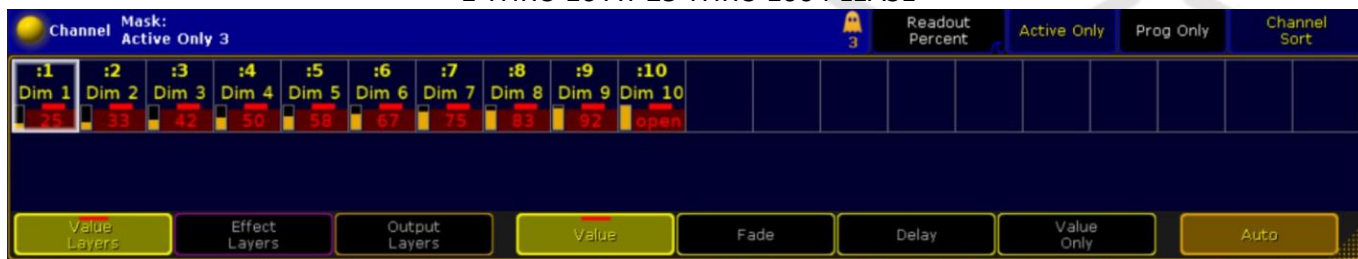 Channel Mask:
Active Only 3
3
Readout
Percent
Active Only
Prog Only
Channel
Sort
:1 :2 :3 :4 :5 :6 :7 :8 :9 :10
Dim 1 Dim 2 Dim 3 Dim 4 Dim 5 Dim 6 Dim 7 Dim 8 Dim 9 Dim 10
25 33 42 50 58 67 75 83 92 open
Value
Layers
Effect
Layers
Output
Layers
Value
Fade
Delay
Value
Only
Auto